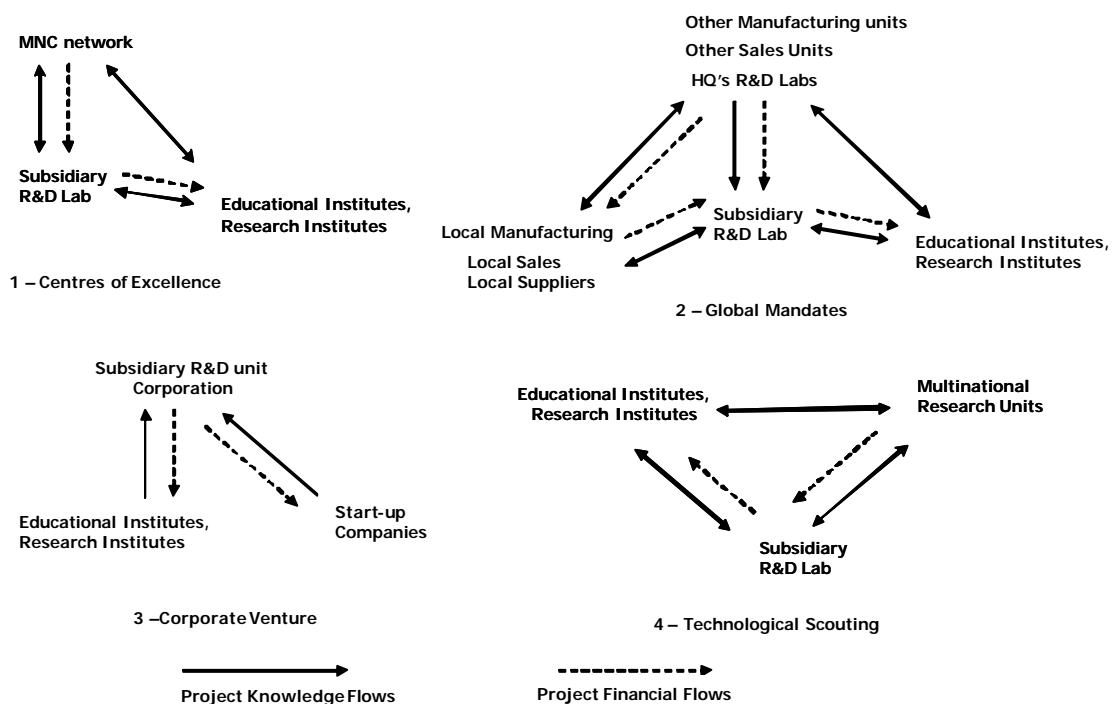 MNC network
Subsidiary
R&D Lab
Educational Institutes,
Research Institutes
1 – Centres of Excellence
Other Manufacturing units
Other Sales Units
HQ's R&D Labs
Local Manufacturing
Local Sales
Local Suppliers
Subsidiary
R&D Lab
Educational Institutes,
Research Institutes
2 – Global Mandates
Subsidiary R&D unit
Corporation
Educational Institutes,
Research Institutes
Start-up
Companies
3 –Corporate Venture
Educational Institutes,
Research Institutes
Multinational
Research Units
Subsidiary
R&D Lab
4 – Technological Scouting
Project Knowledge Flows
Project Financial Flows